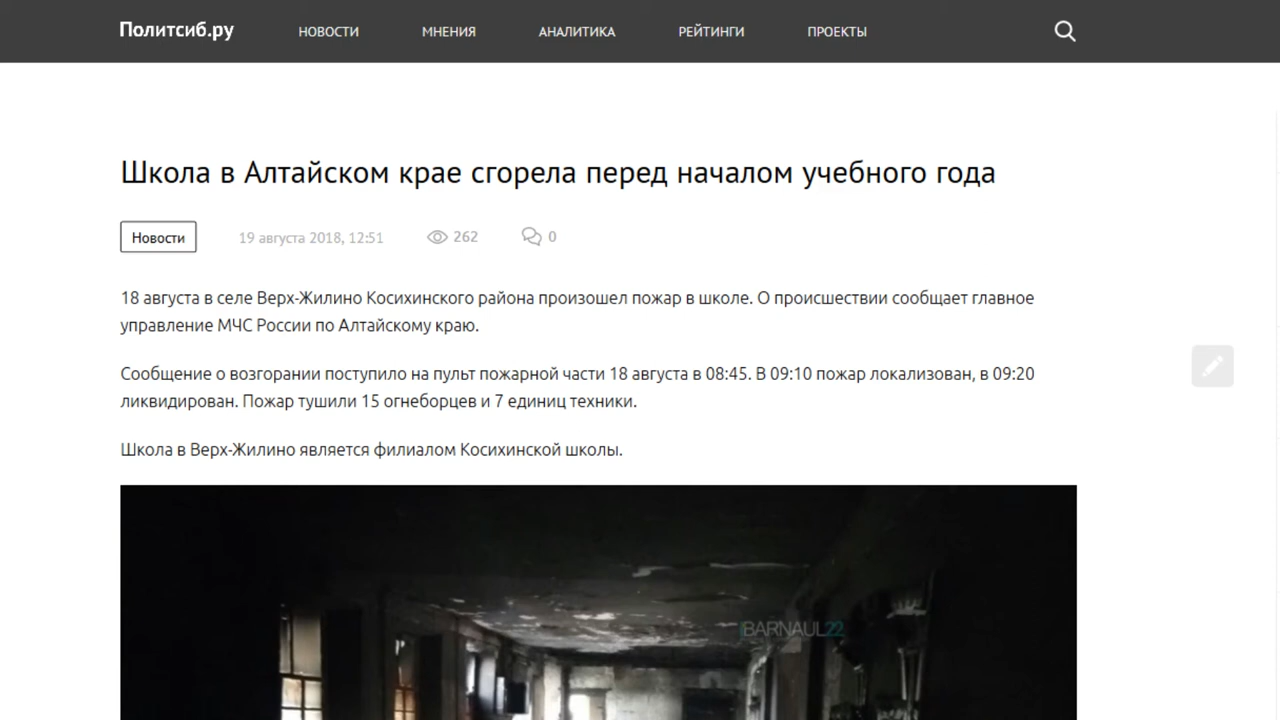 Политсиб.ру НОВОСТИ МНЕНИЯ АНАЛИТИКА РЕЙТИНГИ ПРОЕКТЫ
Школа в Алтайском крае сгорела перед началом учебного года
Новости 19 августа 2018, 12:51 262 0
18 августа в селе Верх-Жилино Косихинского района произошел пожар в школе. О происшествии сообщает главное
управление МЧС России по Алтайскому краю.
Сообщение о возгорании поступило на пульт пожарной части 18 августа в 08:45. В 09:10 пожар локализован, в 09:20
ликвидирован. Пожар тушили 15 огнеборцев и 7 единиц техники.
Школа в Верх-Жилино является филиалом Косихинской школы.
BARNAUL22